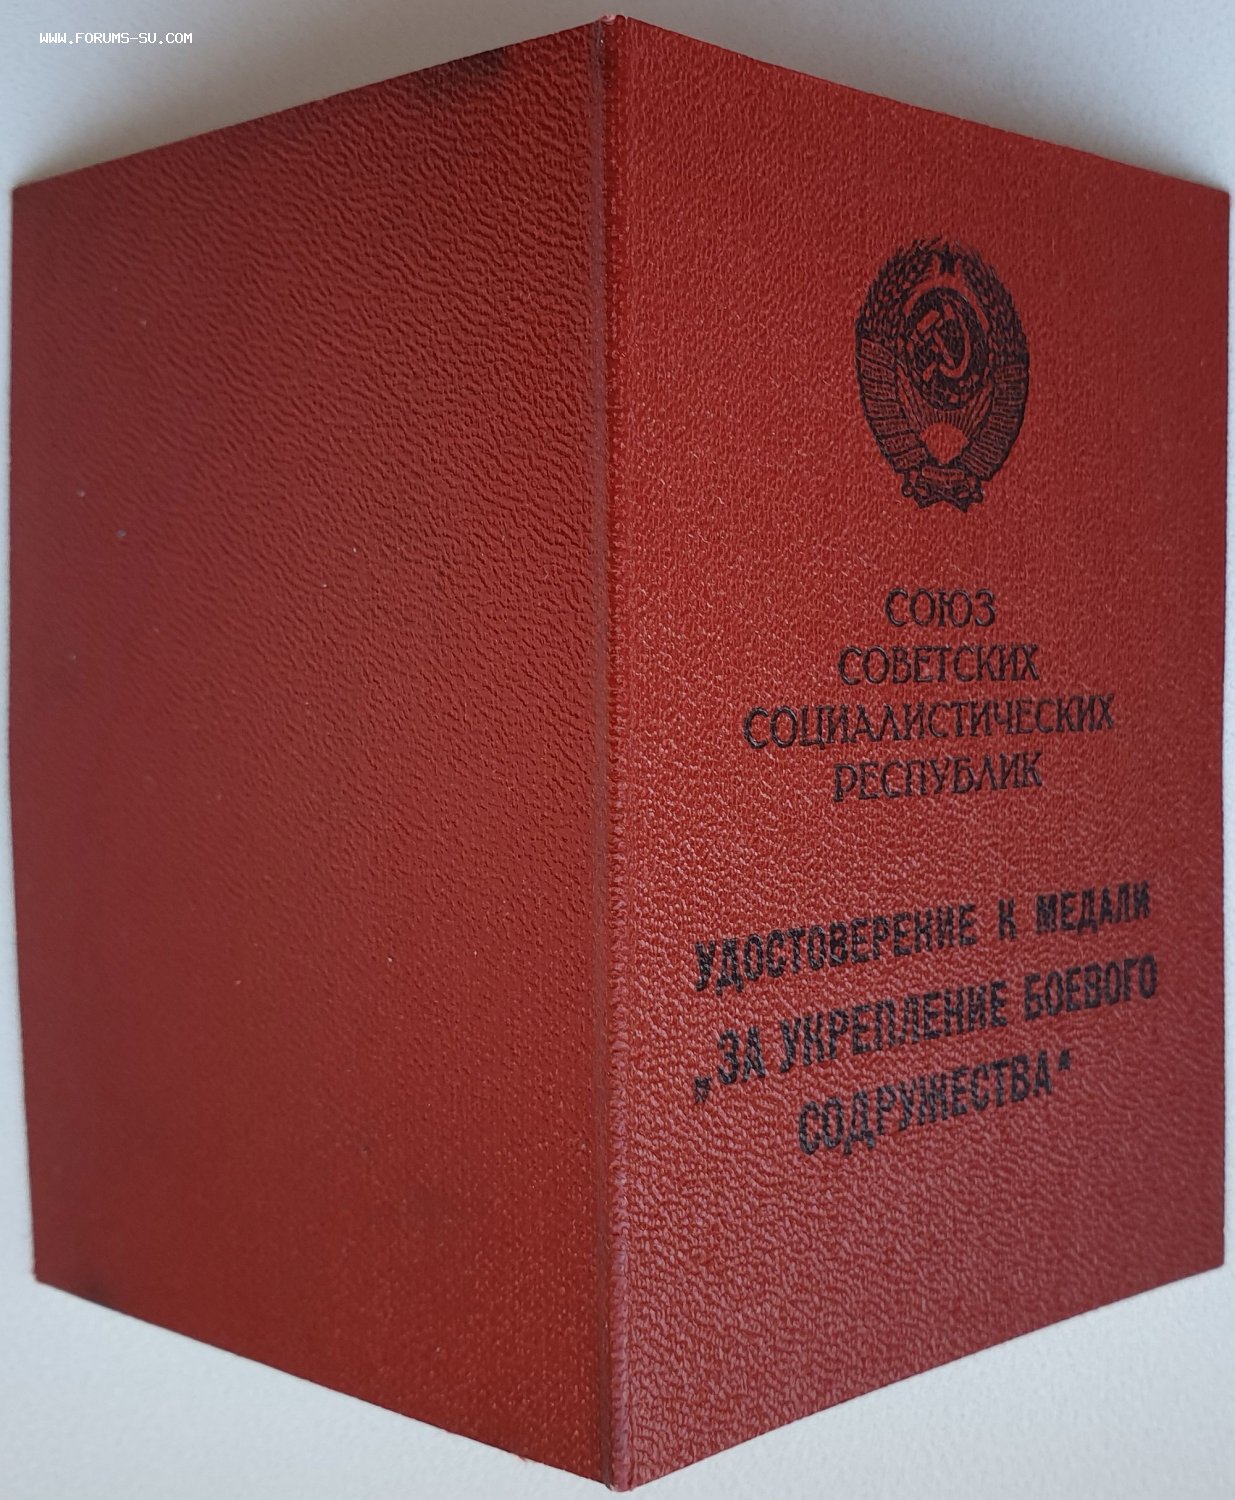 WWW.FORUMS-SU.COM
СОЮЗ
СОВЕТСКИХ
СОЦИАЛИСТИЧЕСКИХ
РЕСПУБЛИК
УДОСТОВЕРЕНИЕ К МЕДАЛИ
„ЗА УКРЕПЛЕНИЕ БОЕВОГО
СОДРУЖЕСТВА“